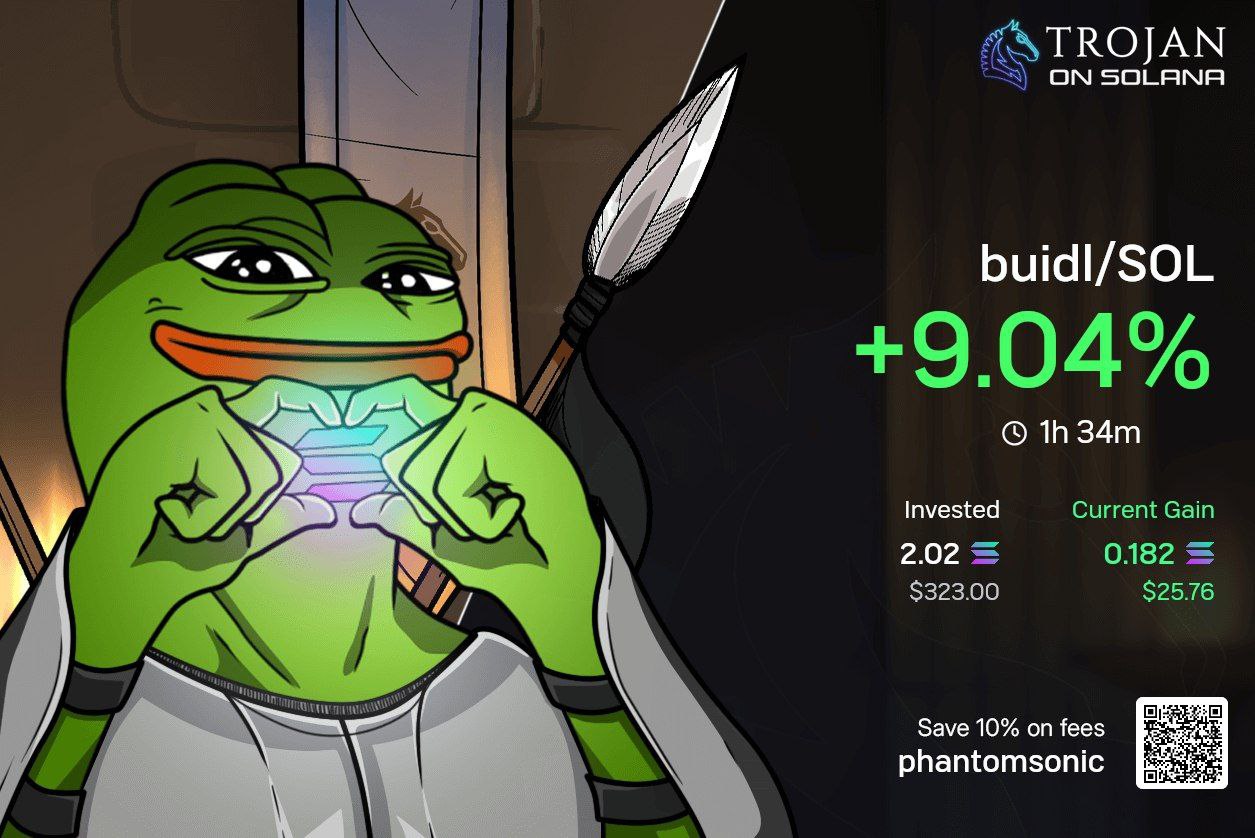 TROJAN
ON SOLANA
buidl/SOL
+9.04%
1h 34m
Invested
Current Gain
2.02
0.182
$323.00
$25.76
Save 10% on fees
phantomsonic